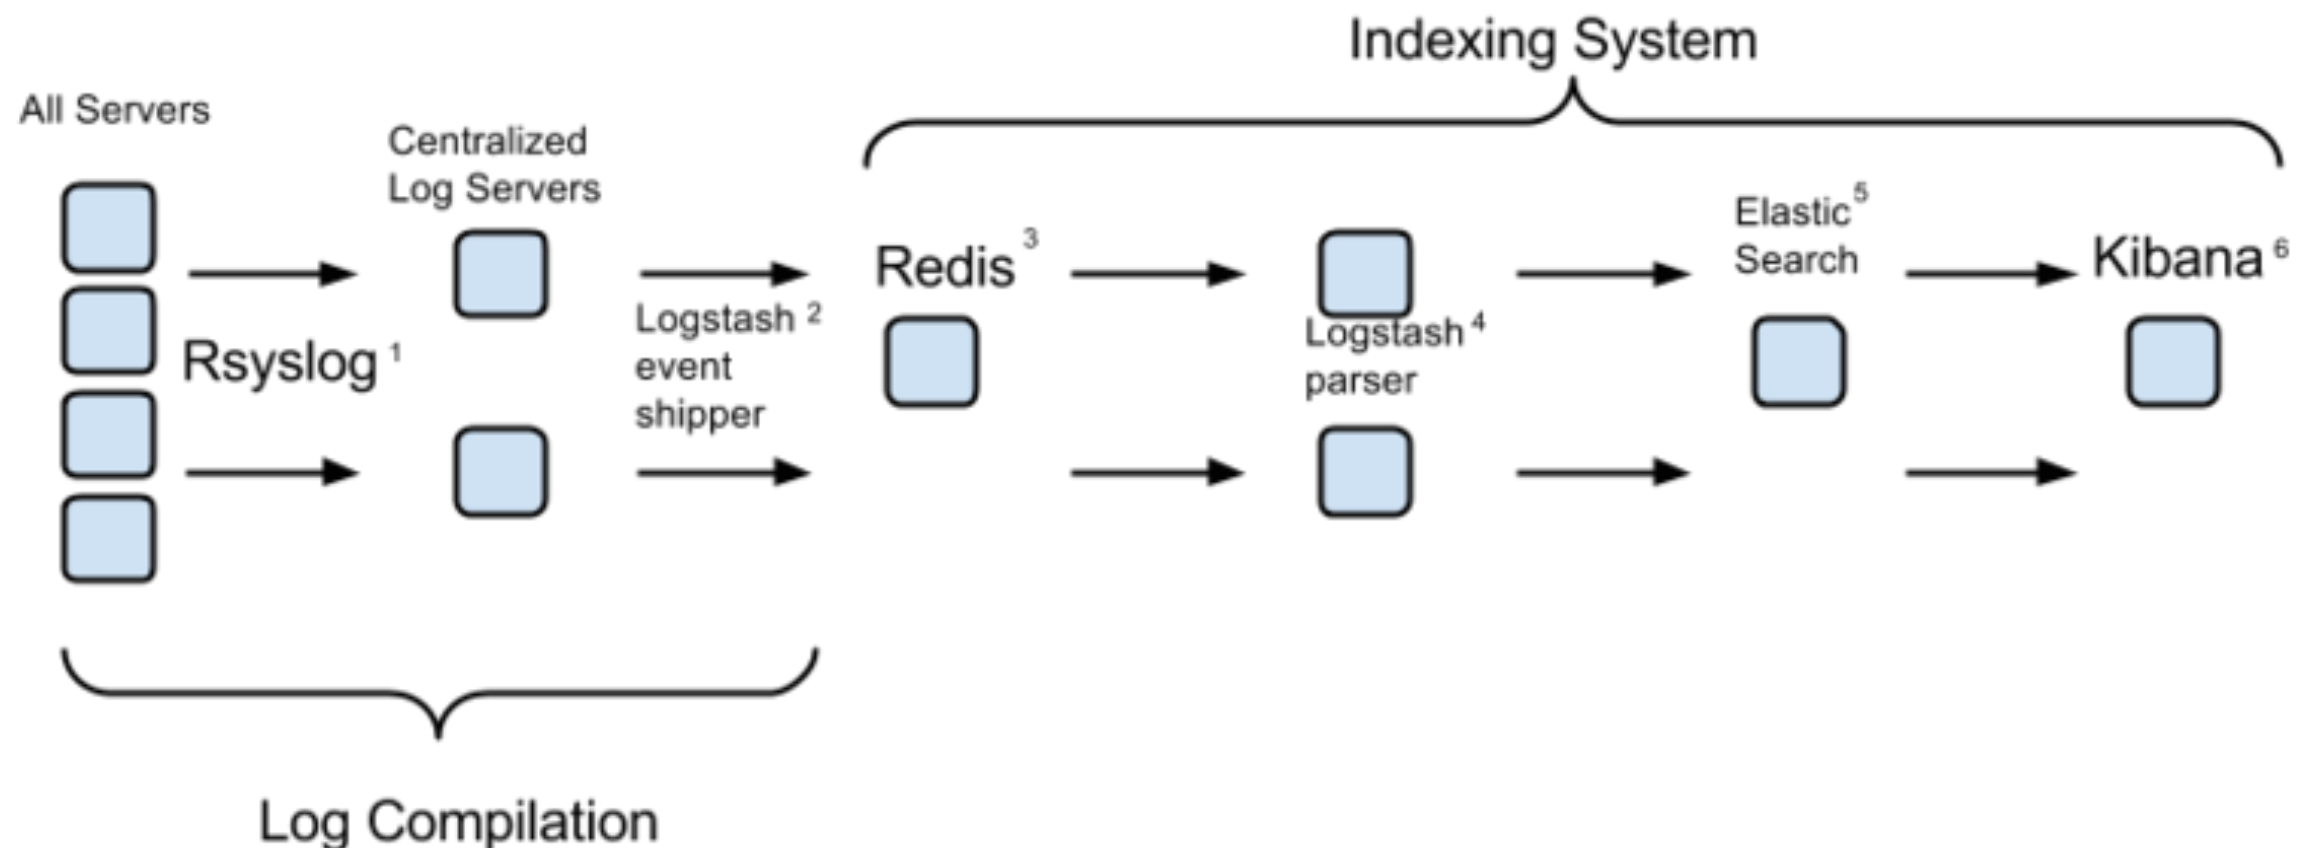 Indexing System
All Servers
Centralized
Log Servers
Rsyslog 1
Logstash 2
event
shipper
Redis 3
Logstash 4
parser
Elastic 5
Search
Kibana 6
Log Compilation